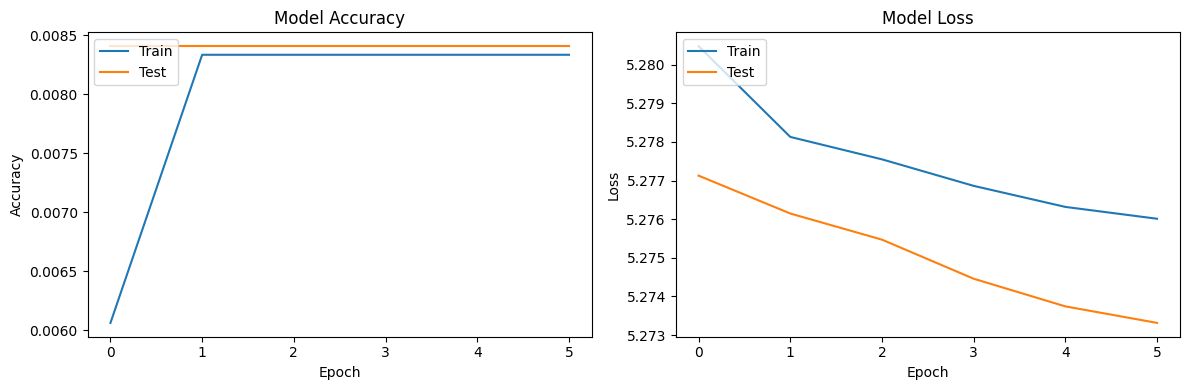 Model Accuracy
0.0085
0.0080
0.0075
0.0070
0.0065
0.0060
Accuracy
Train
Test
0 1 2 3 4 5
Epoch
Model Loss
5.280
5.279
5.278
5.277
5.276
5.275
5.274
5.273
Loss
Train
Test
0 1 2 3 4 5
Epoch